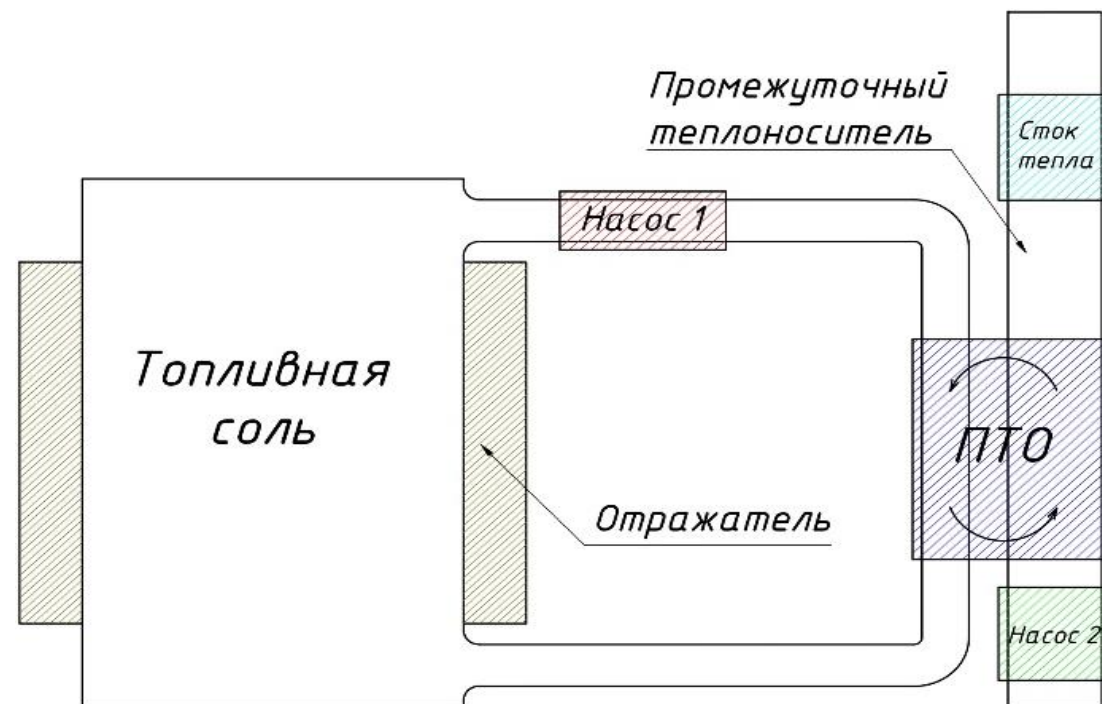 Промежуточный
теплоноситель
Сток
тепла
Насос 1
Топливная
соль
ПТО
Отражатель
Насос 2